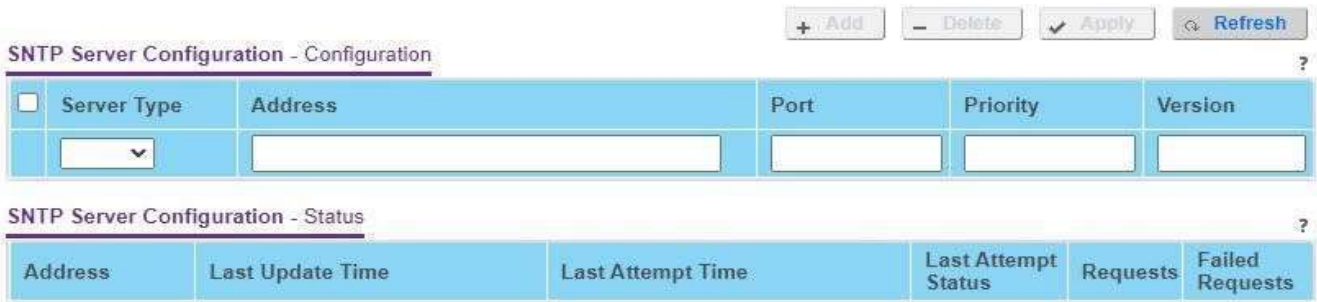 + Add - Delete Apply Refresh
SNTP Server Configuration - Configuration ?
Server Type Address Port Priority Version
SNTP Server Configuration - Status ?
Address Last Update Time Last Attempt Time Last Attempt Status Requests Failed Requests